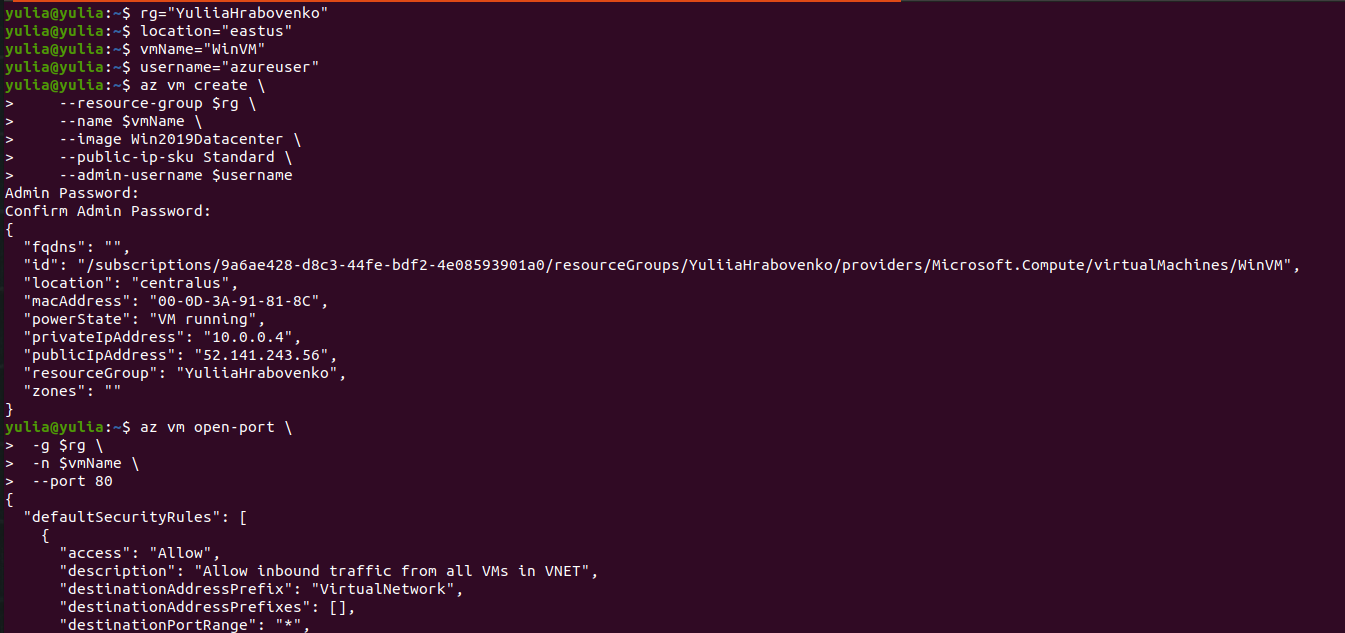 yulia@yulia:~$ rg="YuliiaHrabovenko"
yulia@yulia:~$ location="eastus"
yulia@yulia:~$ vmName="WinVM"
yulia@yulia:~$ username="azureuser"
yulia@yulia:~$ az vm create \
>     --resource-group $rg \
>     --name $vmName \
>     --image Win2019Datacenter \
>     --public-ip-sku Standard \
>     --admin-username $username
Admin Password:
Confirm Admin Password:
{
  "fqdns": "",
  "id": "/subscriptions/9a6ae428-d8c3-44fe-bdf2-4e08593901a0/resourceGroups/YuliiaHrabovenko/providers/Microsoft.Compute/virtualMachines/WinVM",
  "location": "centralus",
  "macAddress": "00-0D-3A-91-81-8C",
  "powerState": "VM running",
  "privateIpAddress": "10.0.0.4",
  "publicIpAddress": "52.141.243.56",
  "resourceGroup": "YuliiaHrabovenko",
  "zones": ""
}
yulia@yulia:~$ az vm open-port \
>  -g $rg \
>  -n $vmName \
>  --port 80
{
  "defaultSecurityRules": [
    {
      "access": "Allow",
      "description": "Allow inbound traffic from all VMs in VNET",
      "destinationAddressPrefix": "VirtualNetwork",
      "destinationAddressPrefixes": [],
      "destinationPortRange": "*",